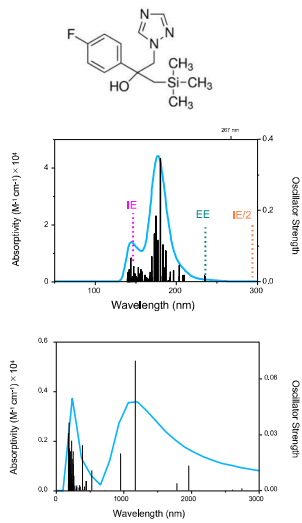 F
N
N
N
HO
Si
CH₃
H₃C
CH₃
267 nm
IE
EE
IE/2
4
2
0
0.4
0.2
0.0
100
200
300
Absorptivity (M⁻¹ cm⁻¹) × 10⁴
Oscillator Strength
Wavelength (nm)
0.6
0.4
0.2
0.0
0.06
0.03
0.00
0
1000
2000
3000
Absorptivity (M⁻¹ cm⁻¹) × 10⁴
Oscillator Strength
Wavelength (nm)